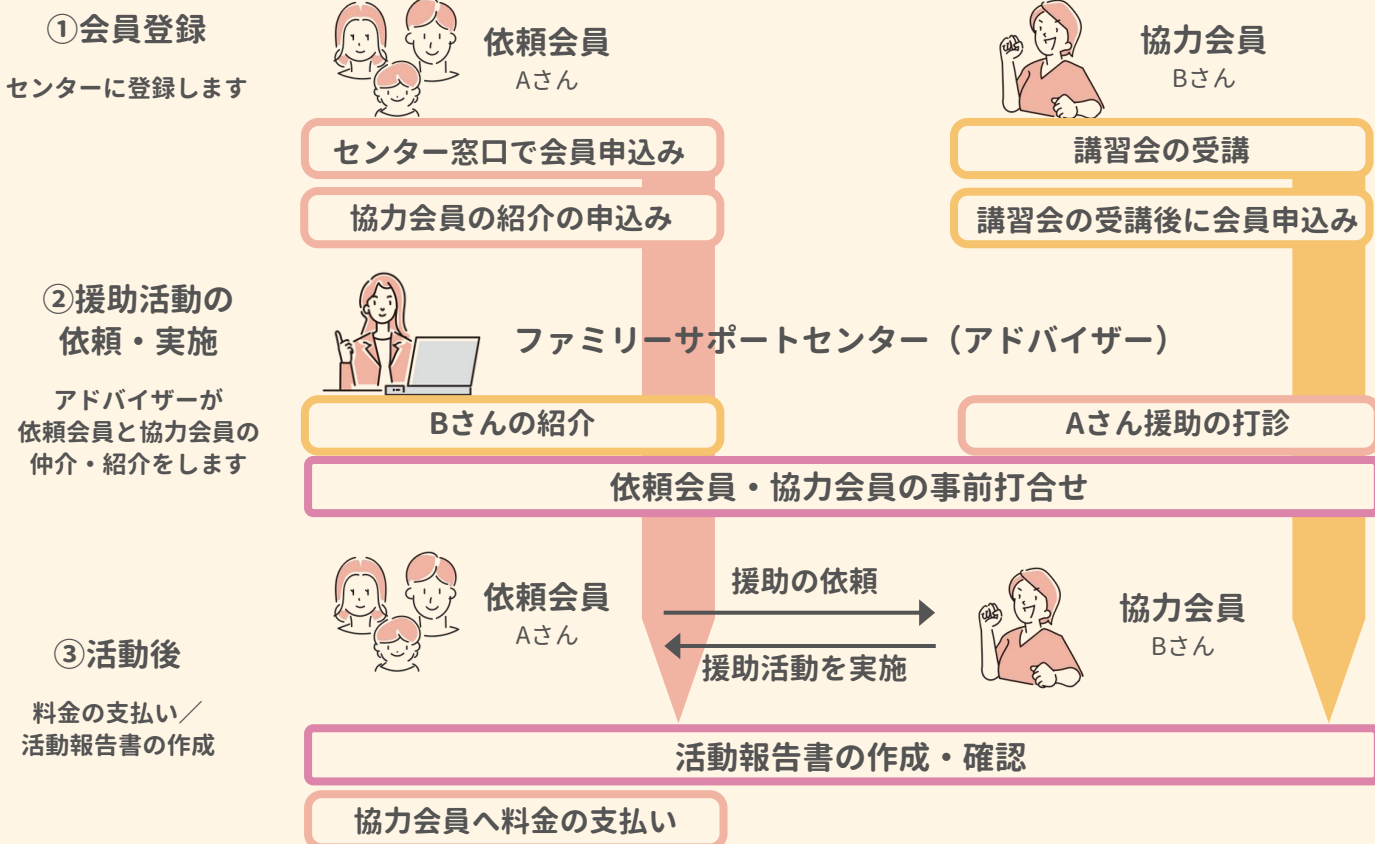 ①会員登録
センターに登録します
依頼会員
Aさん
協力会員
Bさん
センター窓口で会員申込み
講習会の受講
協力会員の紹介の申込み
講習会の受講後に会員申込み
②援助活動の
依頼・実施
アドバイザーが
依頼会員と協力会員の
仲介・紹介をします
ファミリーサポートセンター（アドバイザー）
Bさんの紹介
Aさん援助の打診
依頼会員・協力会員の事前打合せ
③活動後
料金の支払い／
活動報告書の作成
依頼会員
Aさん
援助の依頼
援助活動を実施
協力会員
Bさん
活動報告書の作成・確認
協力会員へ料金の支払い